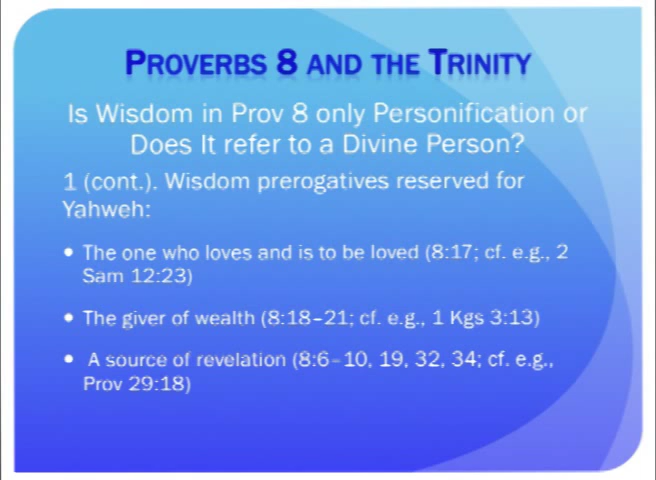 PROVERBS 8 AND THE TRINITY
Is Wisdom in Prov 8 only Personification or
Does It refer to a Divine Person?
1 (cont.). Wisdom prerogatives reserved for
Yahweh:
• The one who loves and is to be loved (8:17; cf. e.g., 2
Sam 12:23)
• The giver of wealth (8:18–21; cf. e.g., 1 Kgs 3:13)
• A source of revelation (8:6–10, 19, 32, 34; cf. e.g.,
Prov 29:18)